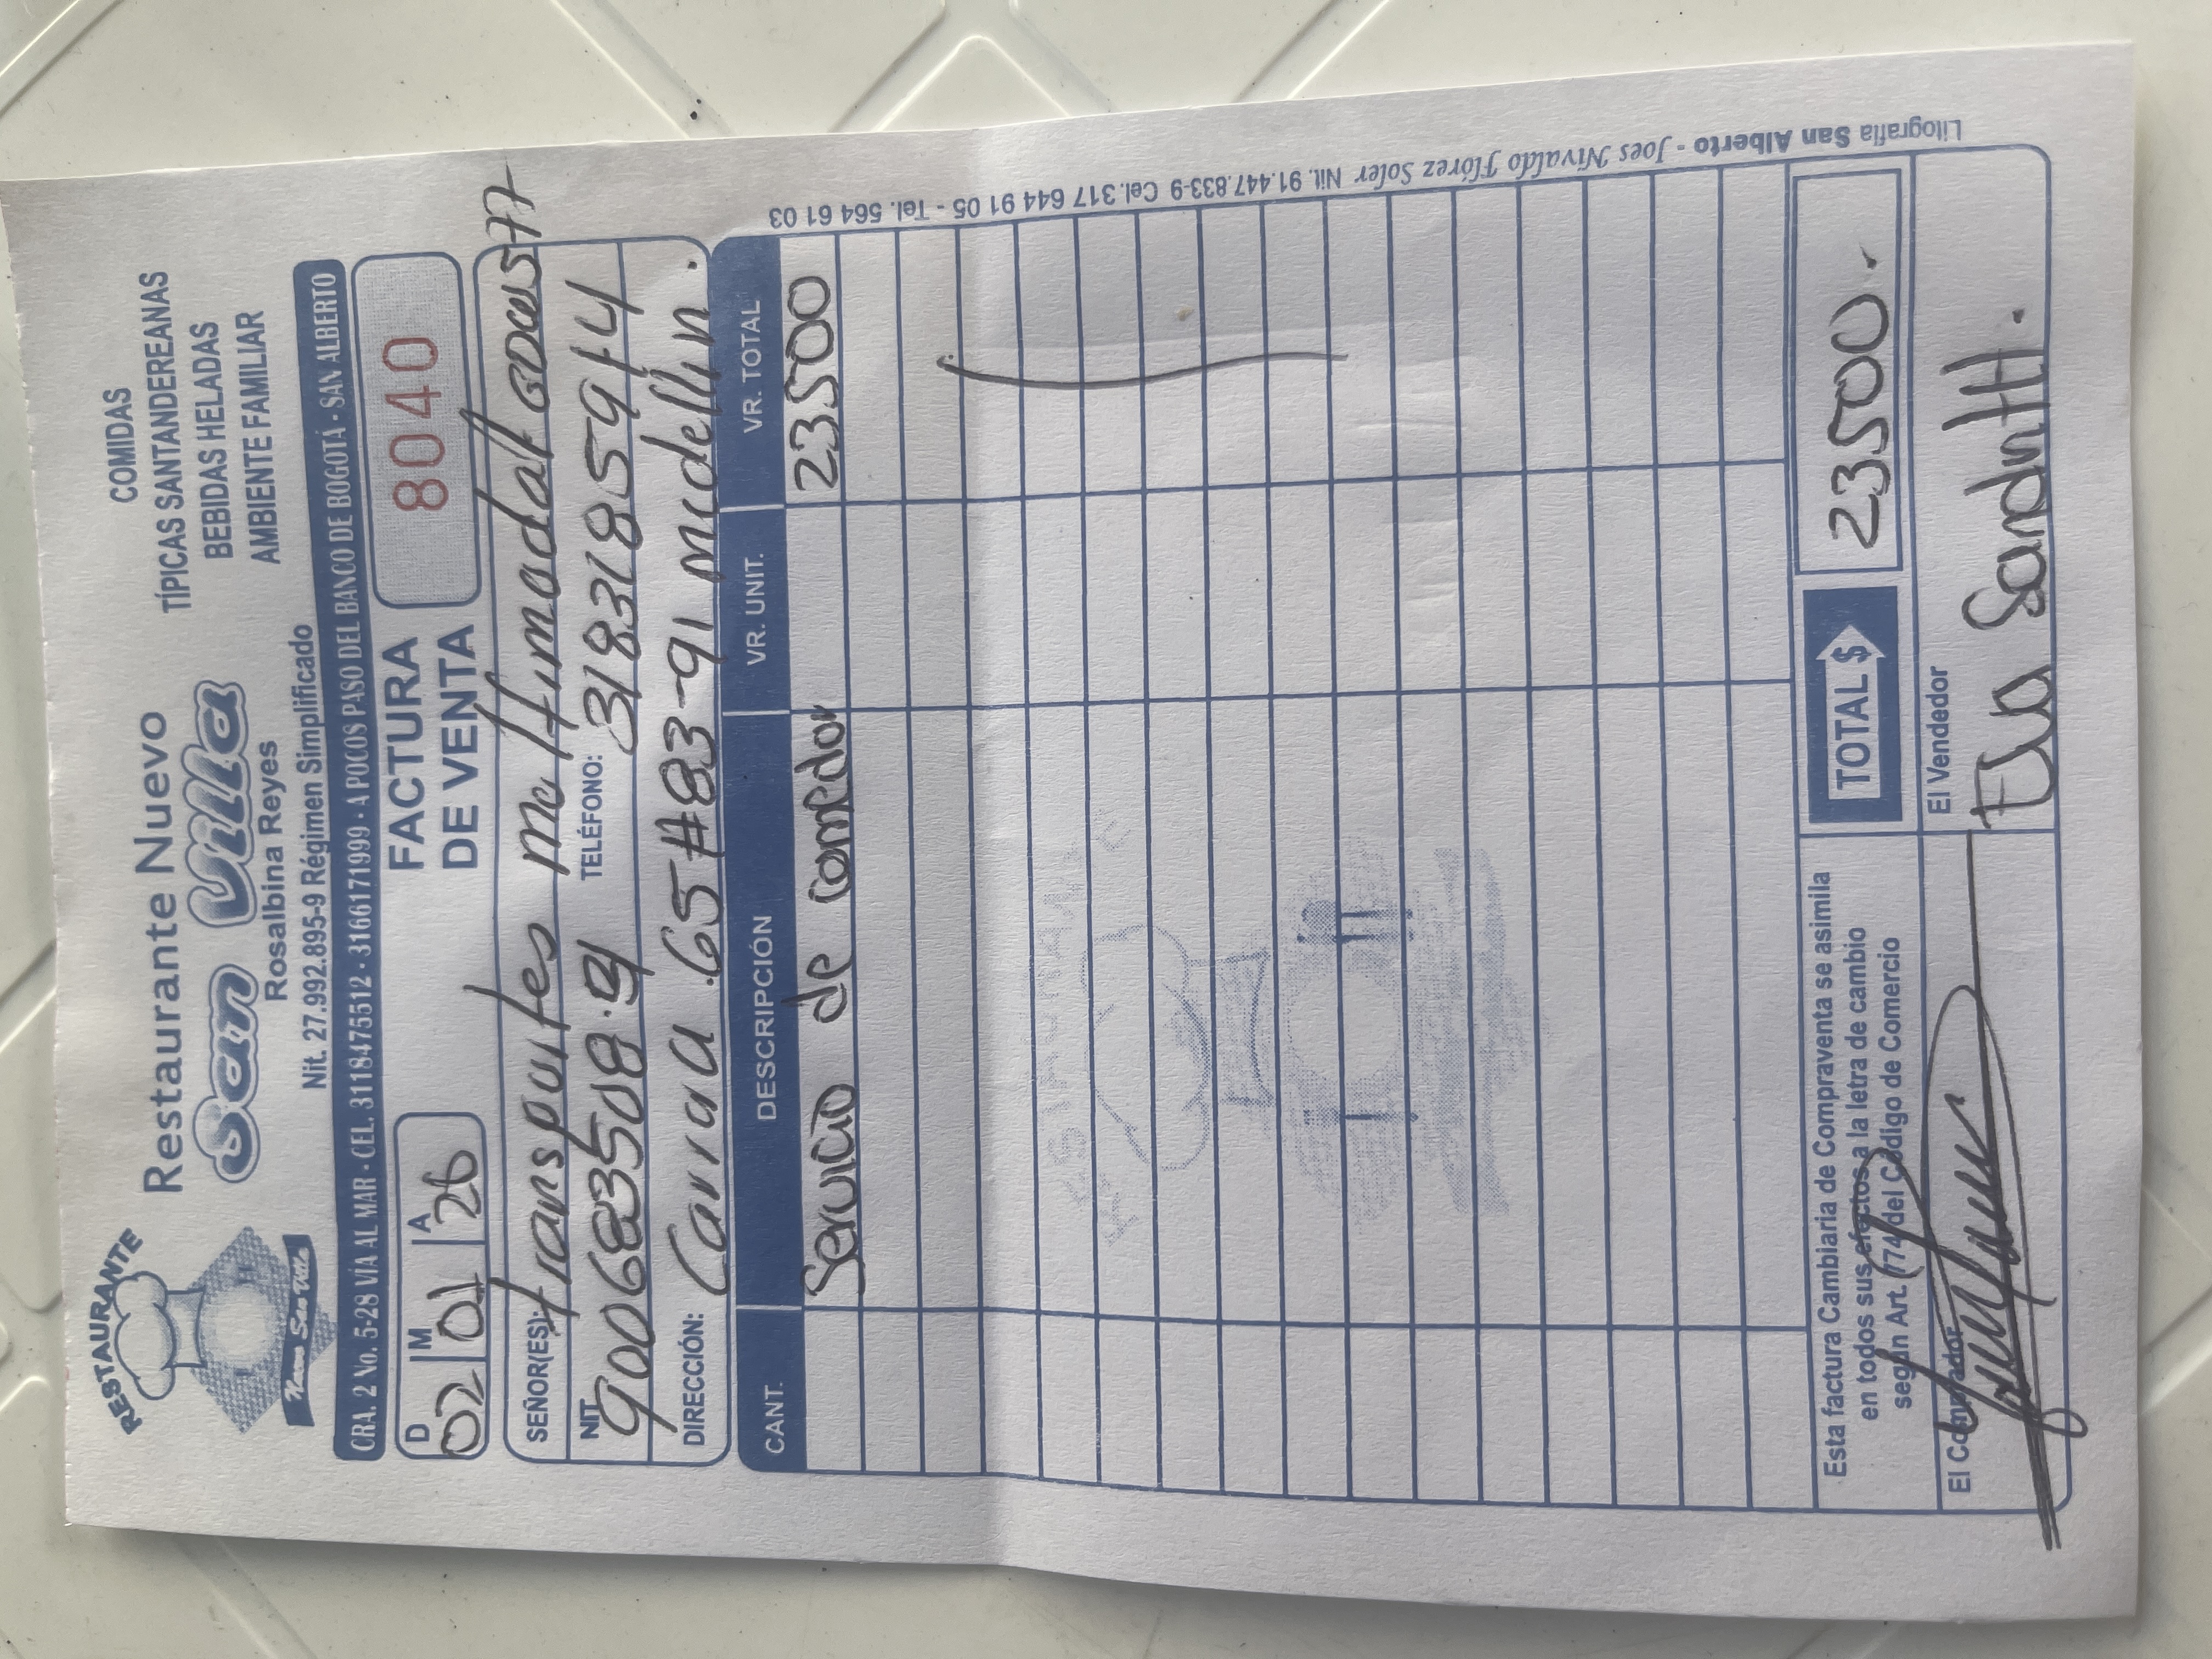 RESTAURANTE
Nuevo San Villa
Restaurante Nuevo
San Villa
Rosalbina Reyes
Nit. 27.992.895-9 Régimen Simplificado
COMIDAS
TÍPICAS SANTANDEREANAS
BEBIDAS HELADAS
AMBIENTE FAMILIAR
CRA. 2 No. 5-28 VÍA AL MAR - CEL. 3118475512 - 3166171999 - A POCOS PASO DEL BANCO DE BOGOTÁ - SAN ALBERTO
D M A
02 01 26
FACTURA
DE VENTA
8040
SEÑOR(ES): transportes multimodal
NIT 900683508-9 TELÉFONO: 3183185914
DIRECCIÓN: Carrera 65 #83-91 medellin.
CANT. DESCRIPCIÓN VR. UNIT. VR. TOTAL
Servicio de comedor 23500
RESTAURANTE
Esta factura Cambiaria de Compraventa se asimila
en todos sus efectos a la letra de cambio
según Art. 774 del Código de Comercio
TOTAL $ 23500.
El Comprador
El Vendedor
Litografía San Alberto - Joes Nivaldo Flórez Soler Nit. 91.447.833-9 Cel. 317 644 91 05 - Tel. 564 61 03